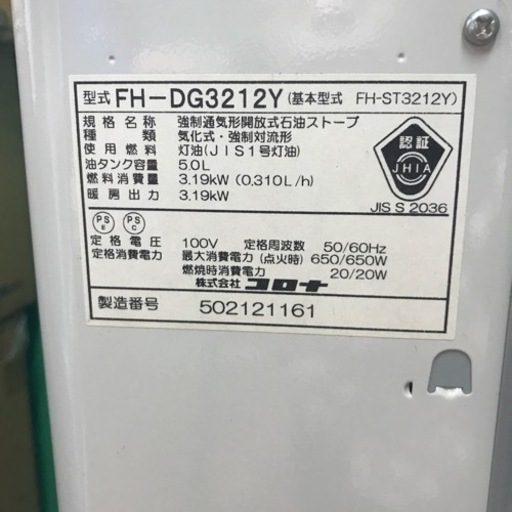 型式 FH-DG3212Y (基本型式 FH-ST3212Y)
規格名称 強制通気形開放式石油ストーブ
種類 気化式・強制対流形
使用燃料 灯油(JIS1号灯油)
油タンク容量 5.0L
燃料消費量 3.19kW (0.310L/h)
暖房出力 3.19kW
認証
JHIA
JIS S 2036
PS E PS C
定格電圧 100V 定格周波数 50/60Hz
定格消費電力 最大消費電力(点火時) 650/650W
燃焼時消費電力 20/20W
株式会社 コロナ
製造番号 502121161